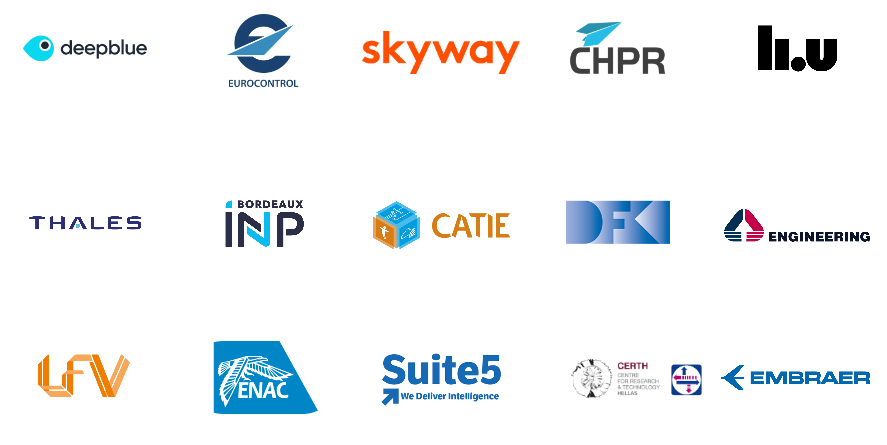 deepblue
EUROCONTROL
skyway
CHPR
li.u
THALES
BORDEAUX
INP
CATIE
DFK
ENGINEERING
LFV
ENAC
Suite5
We Deliver Intelligence
CERTH
CENTRE
FOR RESEARCH
& TECHNOLOGY
HELLAS
EMBRAER